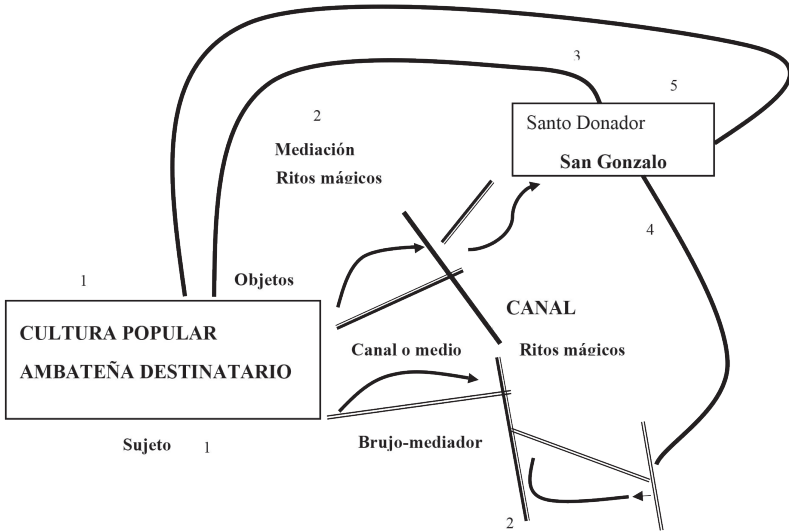 3
5
2
Santo Donador
San Gonzalo
Mediación
Ritos mágicos
4
1
Objetos
CULTURA POPULAR
AMBATEÑA DESTINATARIO
CANAL
Canal o medio
Ritos mágicos
Sujeto 1
Brujo-mediador
2